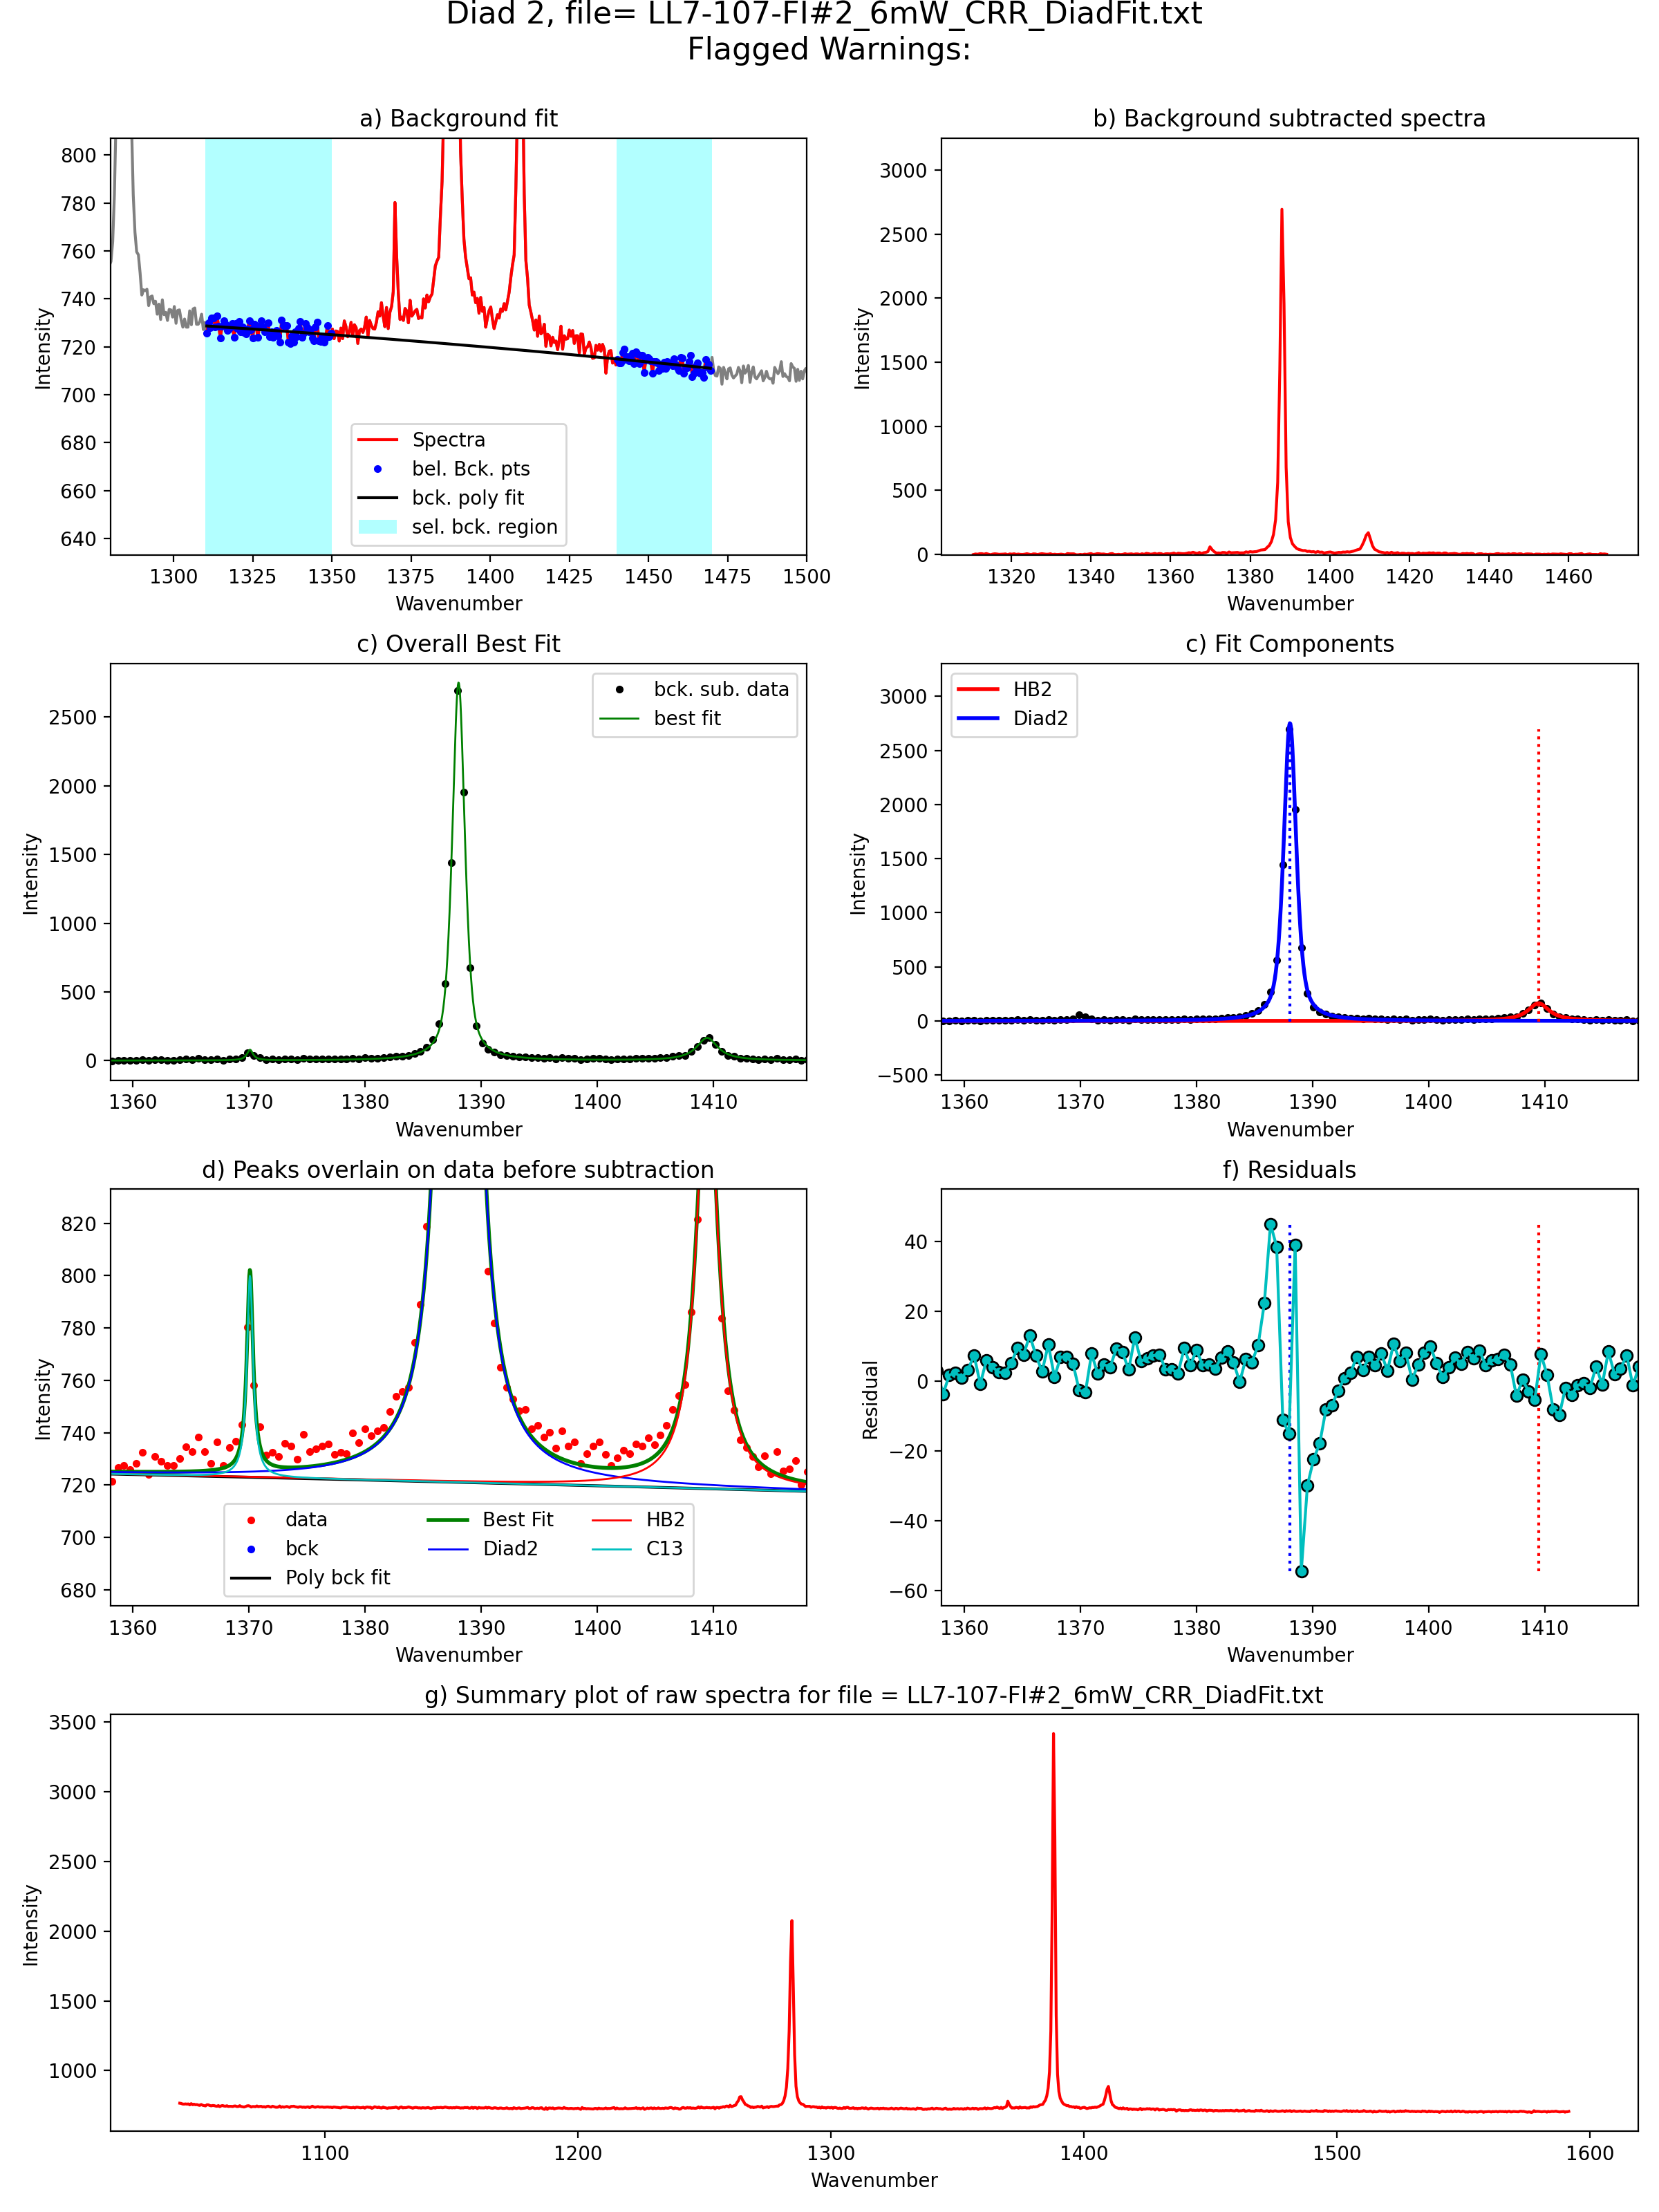 Diad 2, file= LL7-107-FI#2_6mW_CRR_DiadFit.txt
Flagged Warnings:
a) Background fit
800
780
760
740
720
700
680
660
640
Intensity
Spectra
bel. Bck. pts
bck. poly fit
sel. bck. region
1300 1325 1350 1375 1400 1425 1450 1475 1500
Wavenumber
b) Background subtracted spectra
3000
2500
2000
1500
1000
500
0
Intensity
1320 1340 1360 1380 1400 1420 1440 1460
Wavenumber
c) Overall Best Fit
2500
2000
1500
1000
500
0
Intensity
bck. sub. data
best fit
1360 1370 1380 1390 1400 1410
Wavenumber
c) Fit Components
3000
2500
2000
1500
1000
500
0
−500
Intensity
HB2
Diad2
1360 1370 1380 1390 1400 1410
Wavenumber
d) Peaks overlain on data before subtraction
820
800
780
760
740
720
700
680
Intensity
data
bck
Poly bck fit
Best Fit
Diad2
HB2
C13
1360 1370 1380 1390 1400 1410
Wavenumber
f) Residuals
40
20
0
−20
−40
−60
Residual
1360 1370 1380 1390 1400 1410
Wavenumber
g) Summary plot of raw spectra for file = LL7-107-FI#2_6mW_CRR_DiadFit.txt
3500
3000
2500
2000
1500
1000
Intensity
1100 1200 1300 1400 1500 1600
Wavenumber